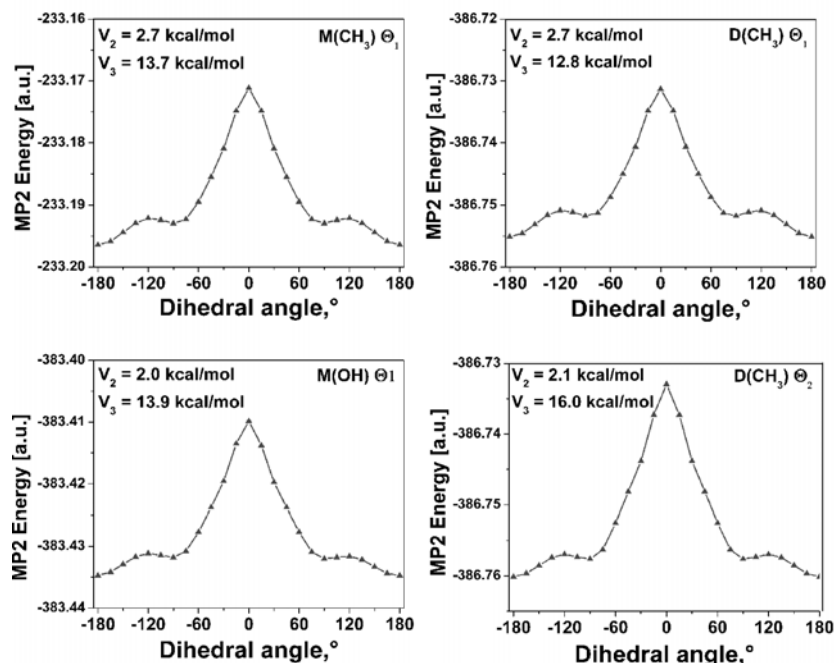 V2 = 2.7 kcal/mol
V3 = 13.7 kcal/mol
M(CH3) Θ1
MP2 Energy [a.u.]
-233.16
-233.17
-233.18
-233.19
-233.20
-180 -120 -60 0 60 120 180
Dihedral angle,°
V2 = 2.7 kcal/mol
V3 = 12.8 kcal/mol
D(CH3) Θ1
MP2 Energy [a.u.]
-386.72
-386.73
-386.74
-386.75
-386.76
-180 -120 -60 0 60 120 180
Dihedral angle,°
V2 = 2.0 kcal/mol
V3 = 13.9 kcal/mol
M(OH) Θ1
MP2 Energy [a.u.]
-383.40
-383.41
-383.42
-383.43
-383.44
-180 -120 -60 0 60 120 180
Dihedral angle,°
V2 = 2.1 kcal/mol
V3 = 16.0 kcal/mol
D(CH3) Θ2
MP2 Energy [a.u.]
-386.73
-386.74
-386.75
-386.76
-180 -120 -60 0 60 120 180
Dihedral angle,°